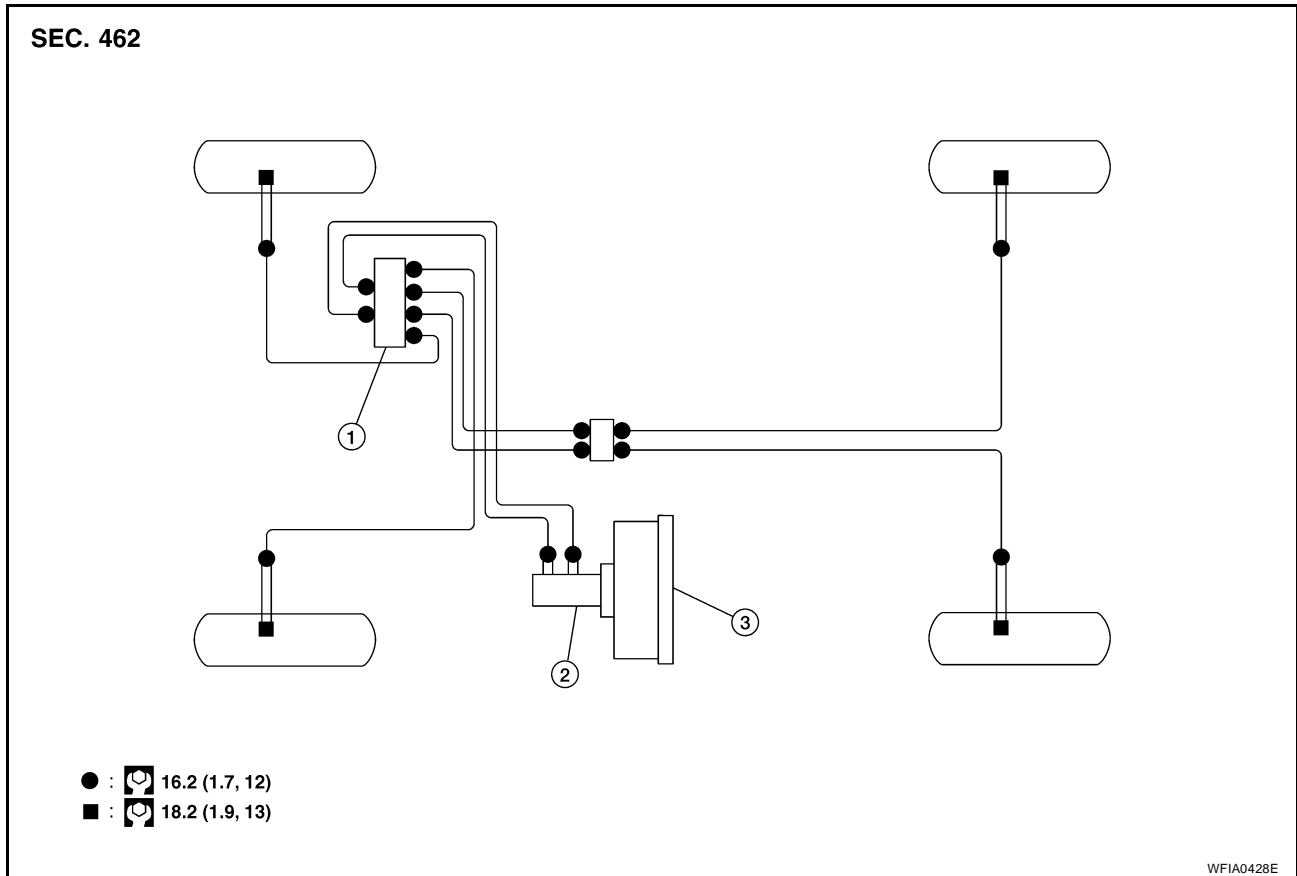 SEC. 462
1
2
3
● : 16.2 (1.7, 12)
■ : 18.2 (1.9, 13)
WFIA0428E